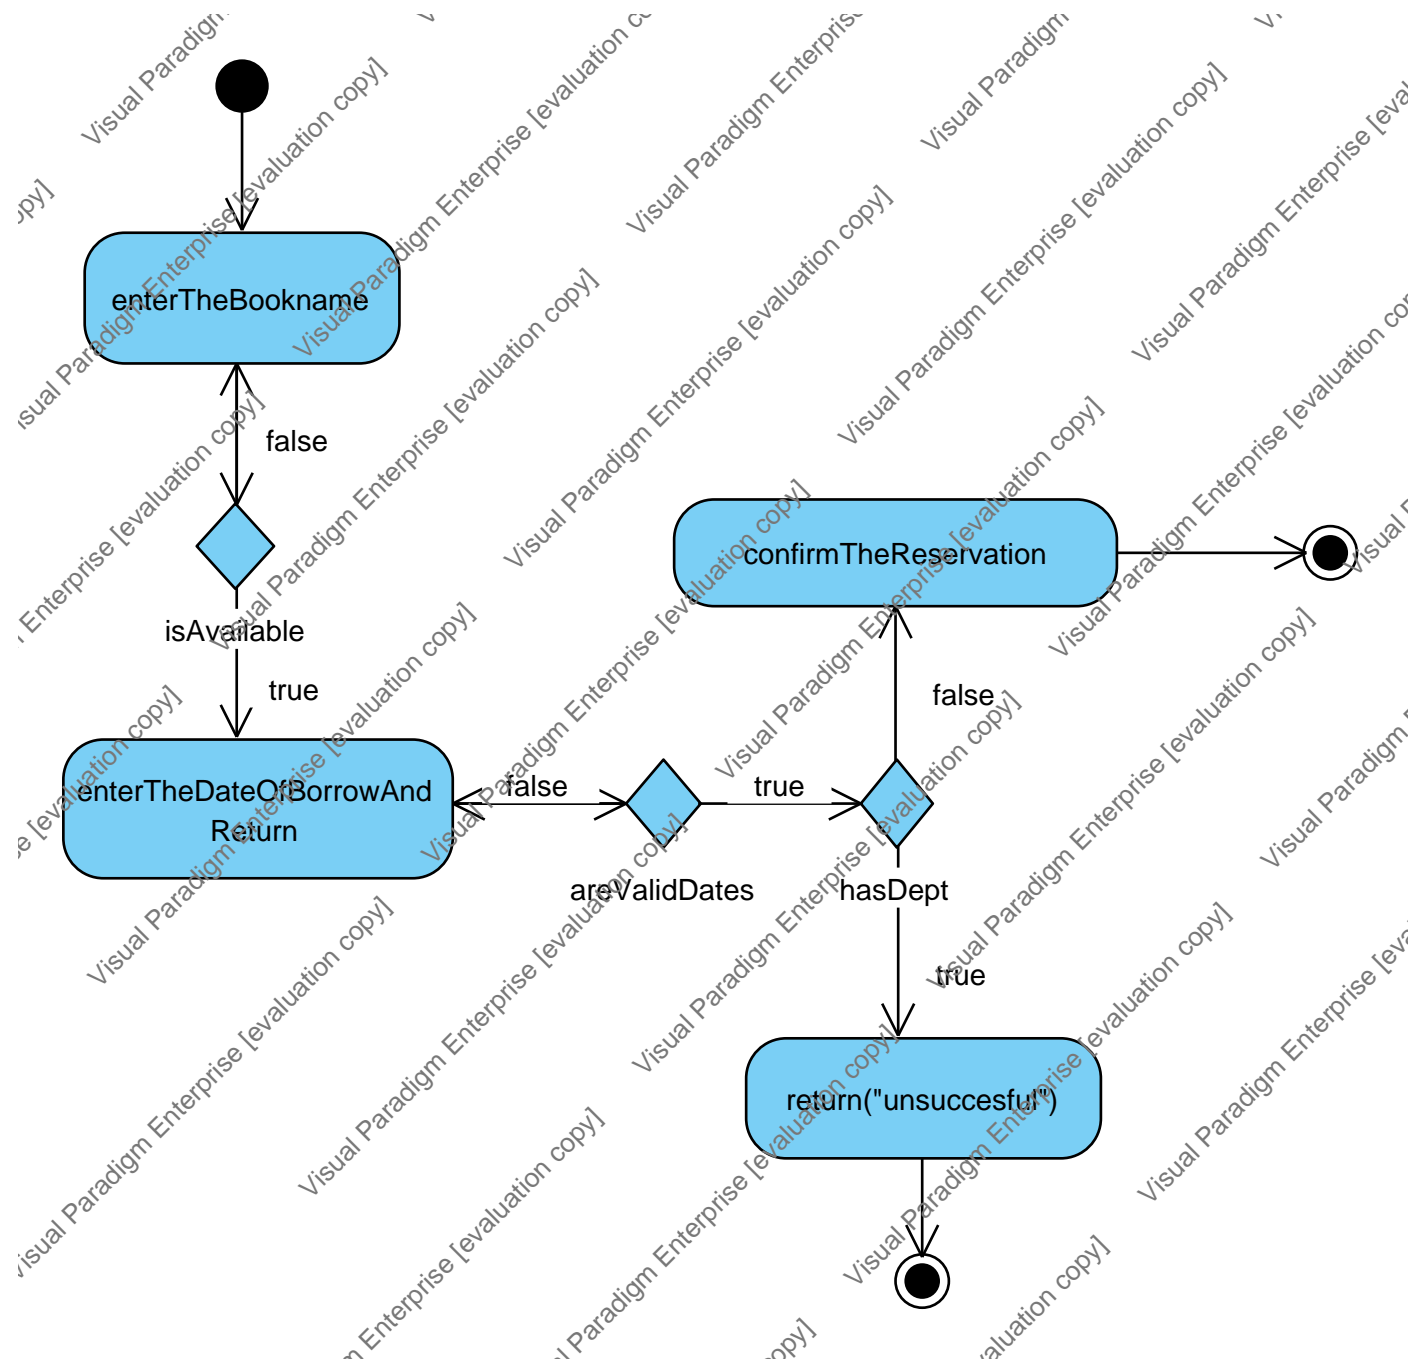 enterTheBookname
false
isAvailable
true
enterTheDateOfBorrowAnd
Return
false
areValidDates
true
hasDept
false
confirmTheReservation
true
return("unsuccesful")
Visual Paradigm Enterprise [evaluation copy]